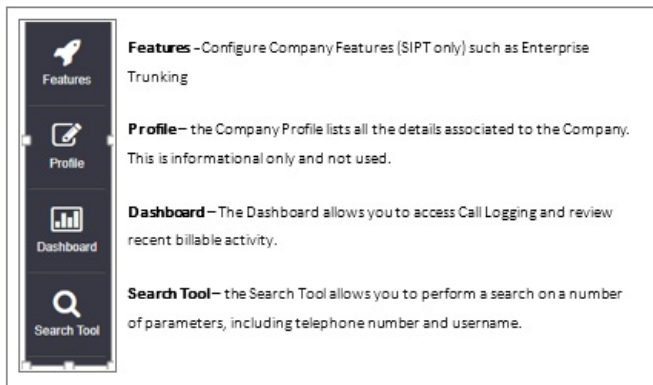 Features
Features –Configure Company Features (SIPT only) such as Enterprise
Trunking
Profile
Profile– the Company Profile lists all the details associated to the Company.
This is informational only and not used.
Dashboard
Dashboard–The Dashboard allows you to access Call Logging and review
recent billable activity.
Search Tool
Search Tool– the Search Tool allows you to perform a search on a number
of parameters, including telephone number and username.